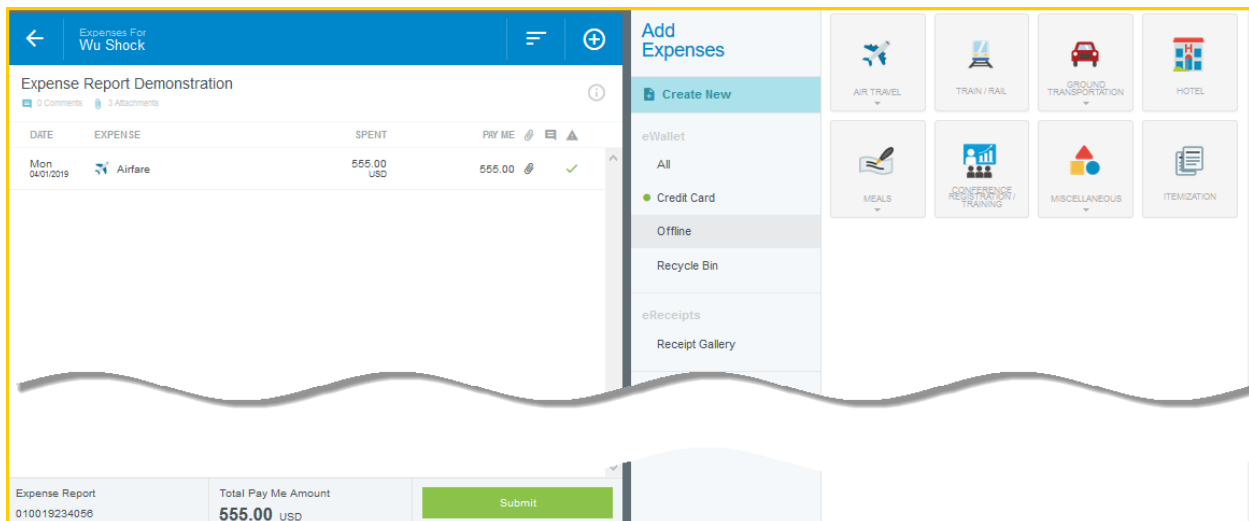 Expenses For
Wu Shock
Expense Report Demonstration
0 Comments 3 Attachments
DATE EXPENSE SPENT PAY ME
Mon
04/01/2019
Airfare
555.00
USD
555.00
Expense Report
010019234056
Total Pay Me Amount
555.00 USD
Submit
Add
Expenses
Create New
eWallet
All
Credit Card
Offline
Recycle Bin
eReceipts
Receipt Gallery
AIR TRAVEL
TRAIN / RAIL
GROUND
TRANSPORTATION
HOTEL
MEALS
CONFERENCE
REGISTRATION /
TRAINING
MISCELLANEOUS
ITEMIZATION